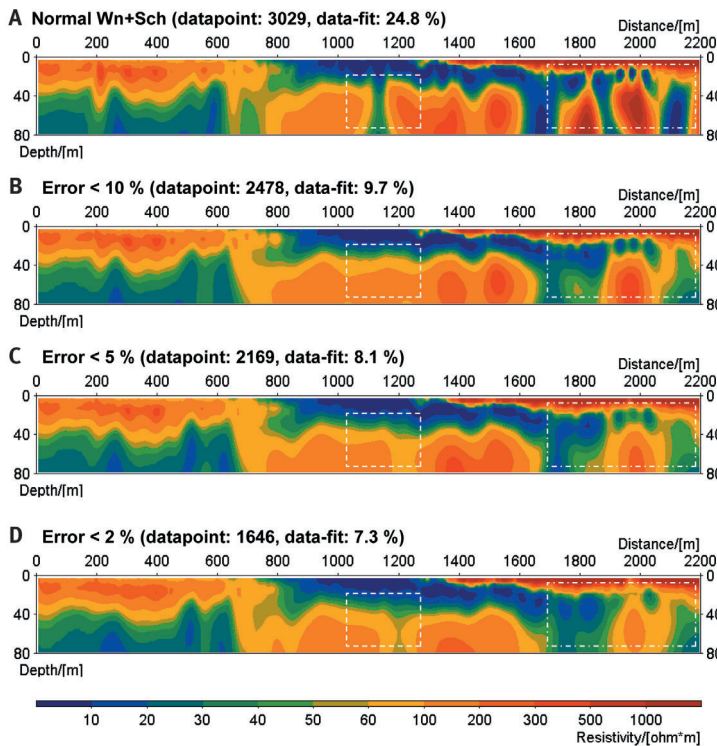 A Normal Wn+Sch (datapoint: 3029, data-fit: 24.8 %)
Distance/[m]
0 200 400 600 800 1000 1200 1400 1600 1800 2000 2200
0 0
40 40
80 80
Depth/[m]
B Error < 10 % (datapoint: 2478, data-fit: 9.7 %)
Distance/[m]
0 200 400 600 800 1000 1200 1400 1600 1800 2000 2200
0 0
40 40
80 80
Depth/[m]
C Error < 5 % (datapoint: 2169, data-fit: 8.1 %)
Distance/[m]
0 200 400 600 800 1000 1200 1400 1600 1800 2000 2200
0 0
40 40
80 80
Depth/[m]
D Error < 2 % (datapoint: 1646, data-fit: 7.3 %)
Distance/[m]
0 200 400 600 800 1000 1200 1400 1600 1800 2000 2200
0 0
40 40
80 80
Depth/[m]
10 20 30 40 50 60 100 200 300 500 1000
Resistivity/[ohm*m]